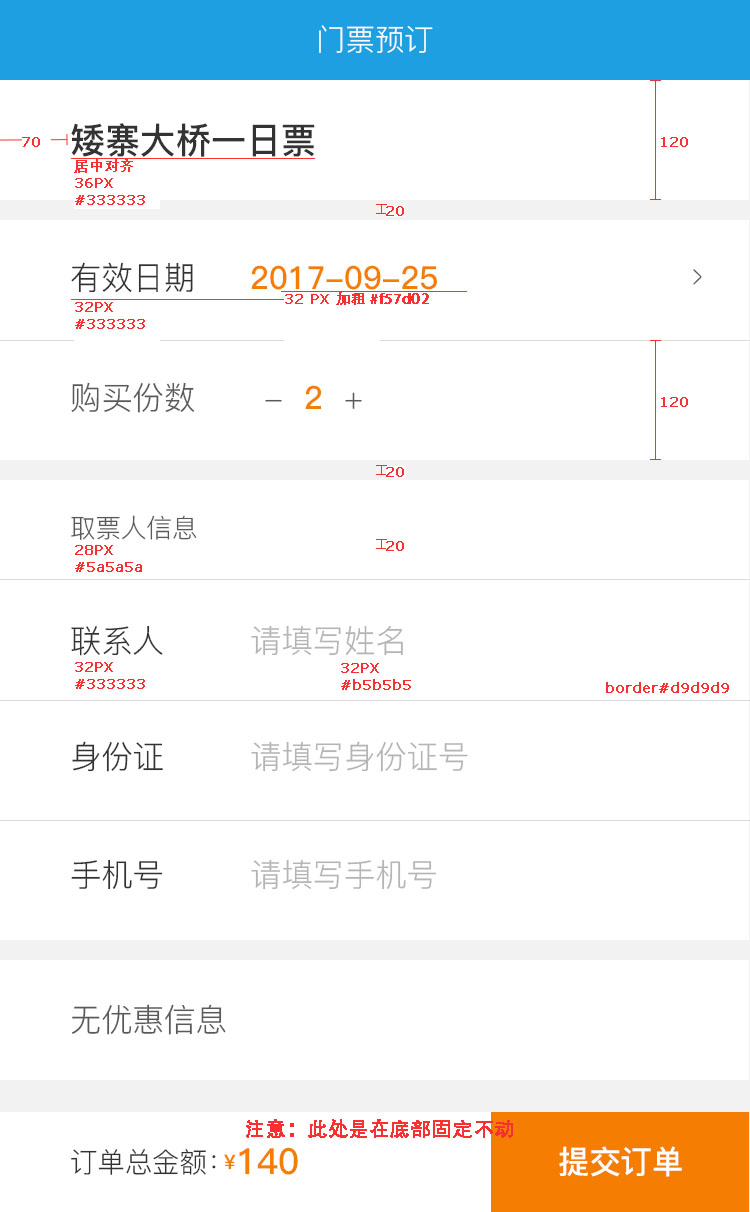 门票预订
70
矮寨大桥一日票
120
居中对齐
36PX
#333333
20
有效日期
2017-09-25
32PX
#333333
32 PX 加粗 #f57d02
购买份数
- 2 +
120
20
取票人信息
28PX
#5a5a5a
20
联系人
请填写姓名
32PX
#333333
32PX
#b5b5b5
border#d9d9d9
身份证
请填写身份证号
手机号
请填写手机号
无优惠信息
注意：此处是在底部固定不动
订单总金额:¥140
提交订单